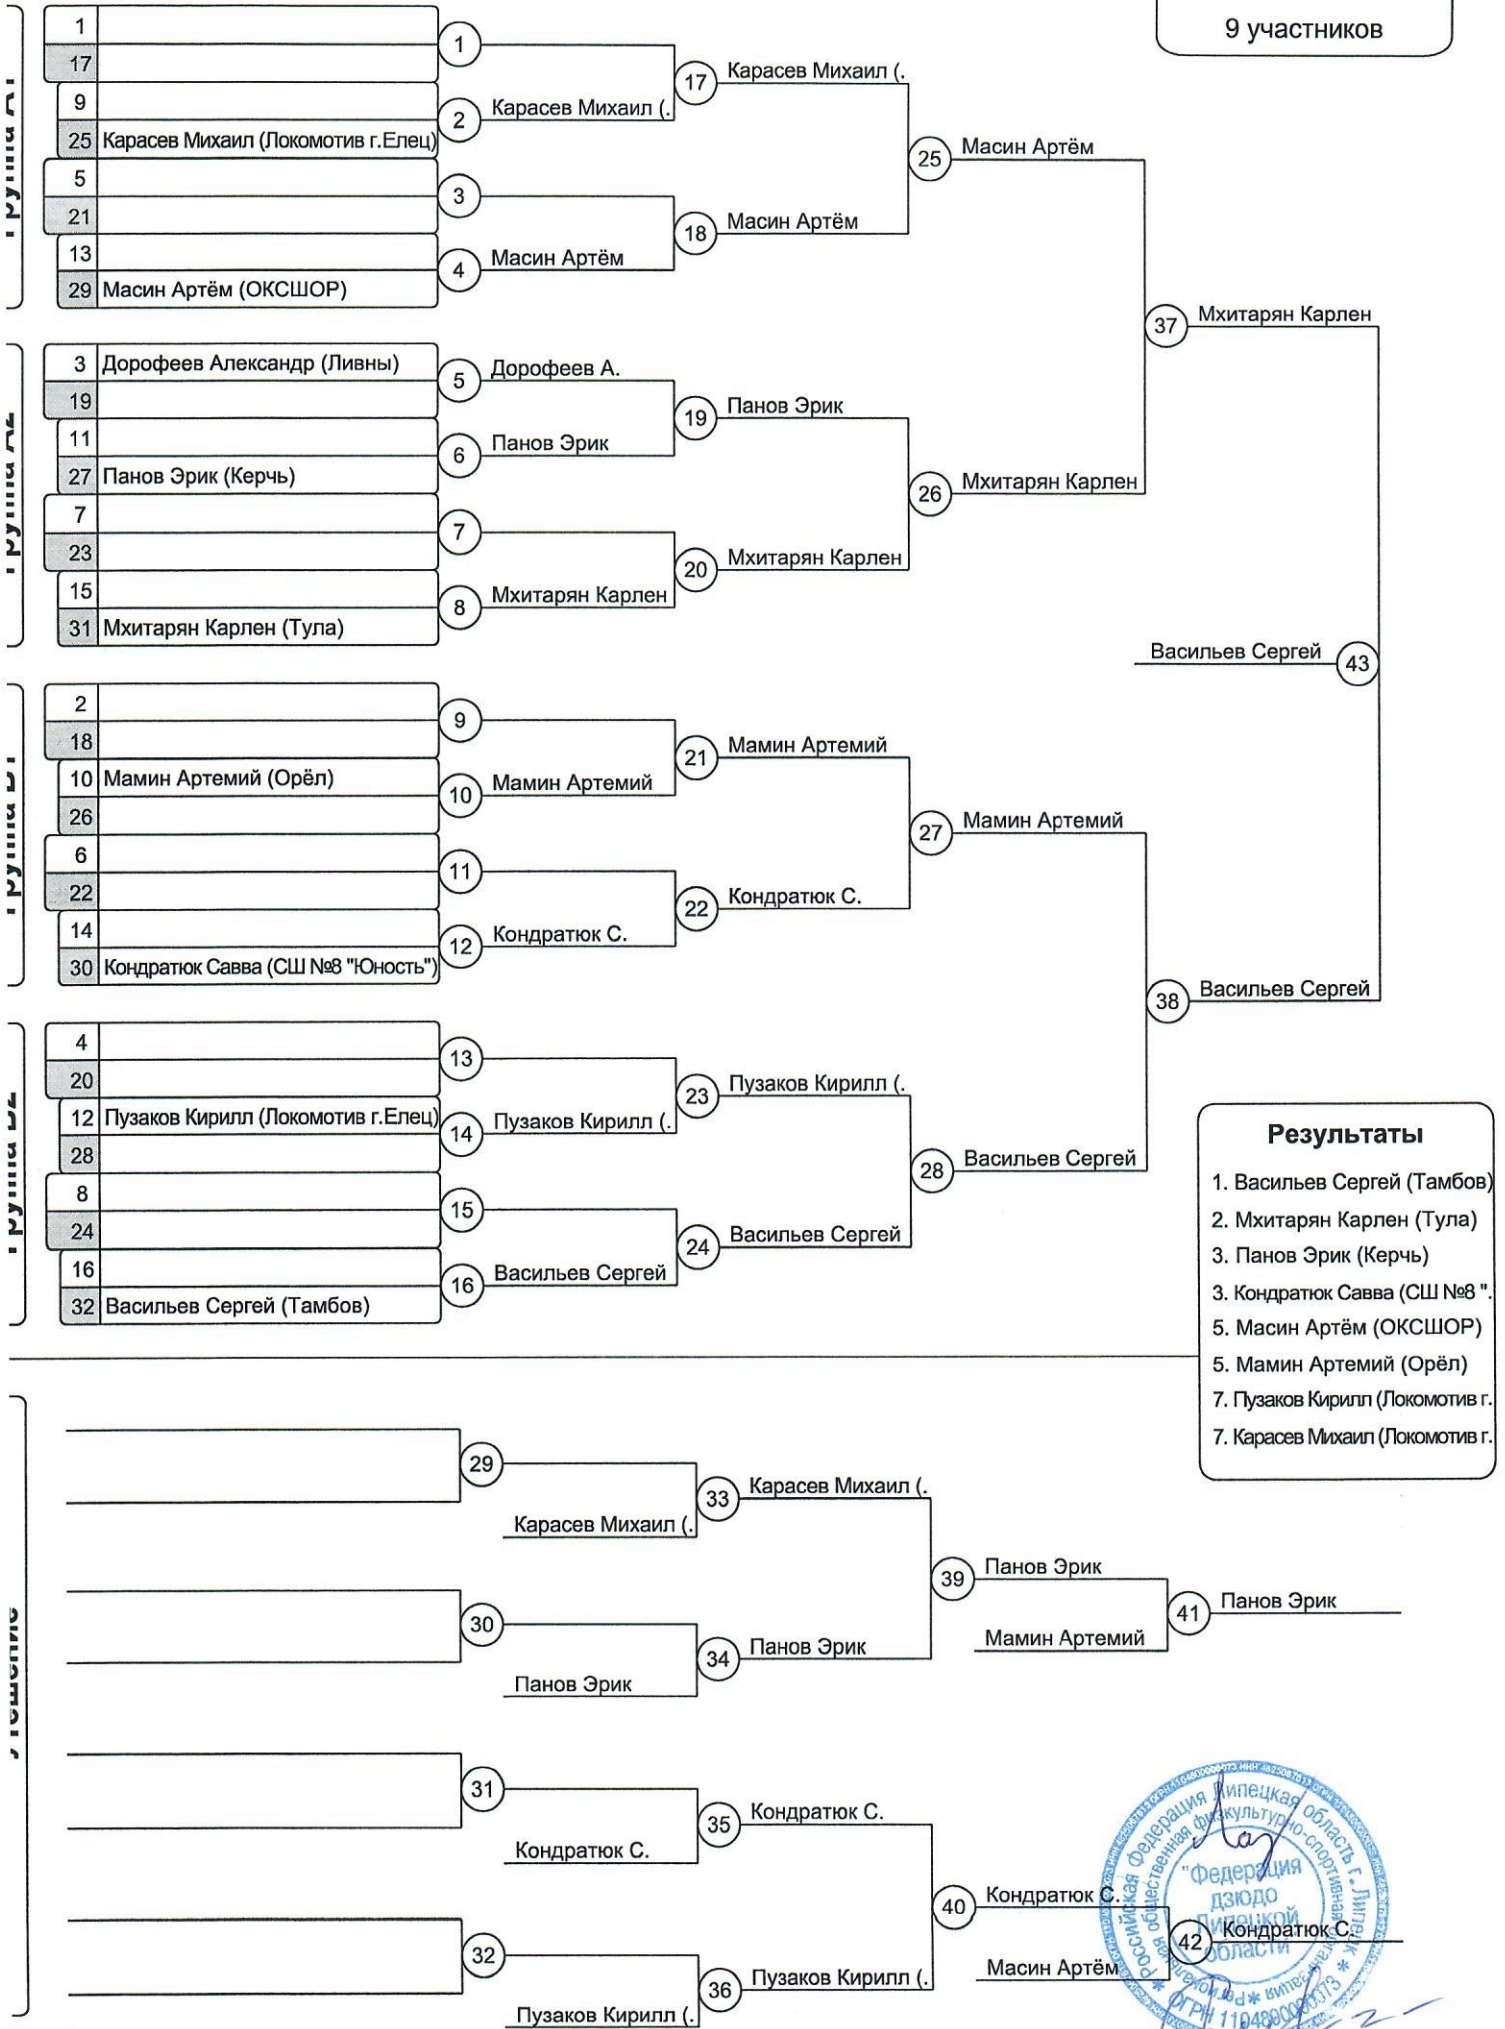 9 участников
1
17
9
25 Карасев Михаил (Локомотив г.Елец)
5
21
13
29 Масин Артём (ОКСШОР)
1
2 Карасев Михаил (.
3
4 Масин Артём
17 Карасев Михаил (.
18 Масин Артём
25 Масин Артём
3 Дорофеев Александр (Ливны)
19
11
27 Панов Эрик (Керчь)
7
23
15
31 Мхитарян Карлен (Тула)
5 Дорофеев А.
6 Панов Эрик
7
8 Мхитарян Карлен
19 Панов Эрик
20 Мхитарян Карлен
26 Мхитарян Карлен
37 Мхитарян Карлен
Васильев Сергей 43
2
18
10 Мамин Артемий (Орёл)
26
6
22
14
30 Кондратюк Савва (СШ №8 "Юность")
9
10 Мамин Артемий
11
12 Кондратюк С.
21 Мамин Артемий
22 Кондратюк С.
27 Мамин Артемий
38 Васильев Сергей
4
20
12 Пузаков Кирилл (Локомотив г.Елец)
28
8
24
16
32 Васильев Сергей (Тамбов)
13
14 Пузаков Кирилл (.
15
16 Васильев Сергей
23 Пузаков Кирилл (.
24 Васильев Сергей
28 Васильев Сергей
Результаты
1. Васильев Сергей (Тамбов)
2. Мхитарян Карлен (Тула)
3. Панов Эрик (Керчь)
3. Кондратюк Савва (СШ №8 ".
5. Масин Артём (ОКСШОР)
5. Мамин Артемий (Орёл)
7. Пузаков Кирилл (Локомотив г.
7. Карасев Михаил (Локомотив г.
29
Карасев Михаил (.
33 Карасев Михаил (.
30
Панов Эрик
34 Панов Эрик
39 Панов Эрик
Мамин Артемий
41 Панов Эрик
31
Кондратюк С.
35 Кондратюк С.
32
Пузаков Кирилл (.
36 Пузаков Кирилл (.
40 Кондратюк С.
Масин Артём
42 Кондратюк С.
Российская Федерация Липецкая область г. Липецк
ОГРН 1104800000073
"Федерация
дзюдо
Липецкой
области